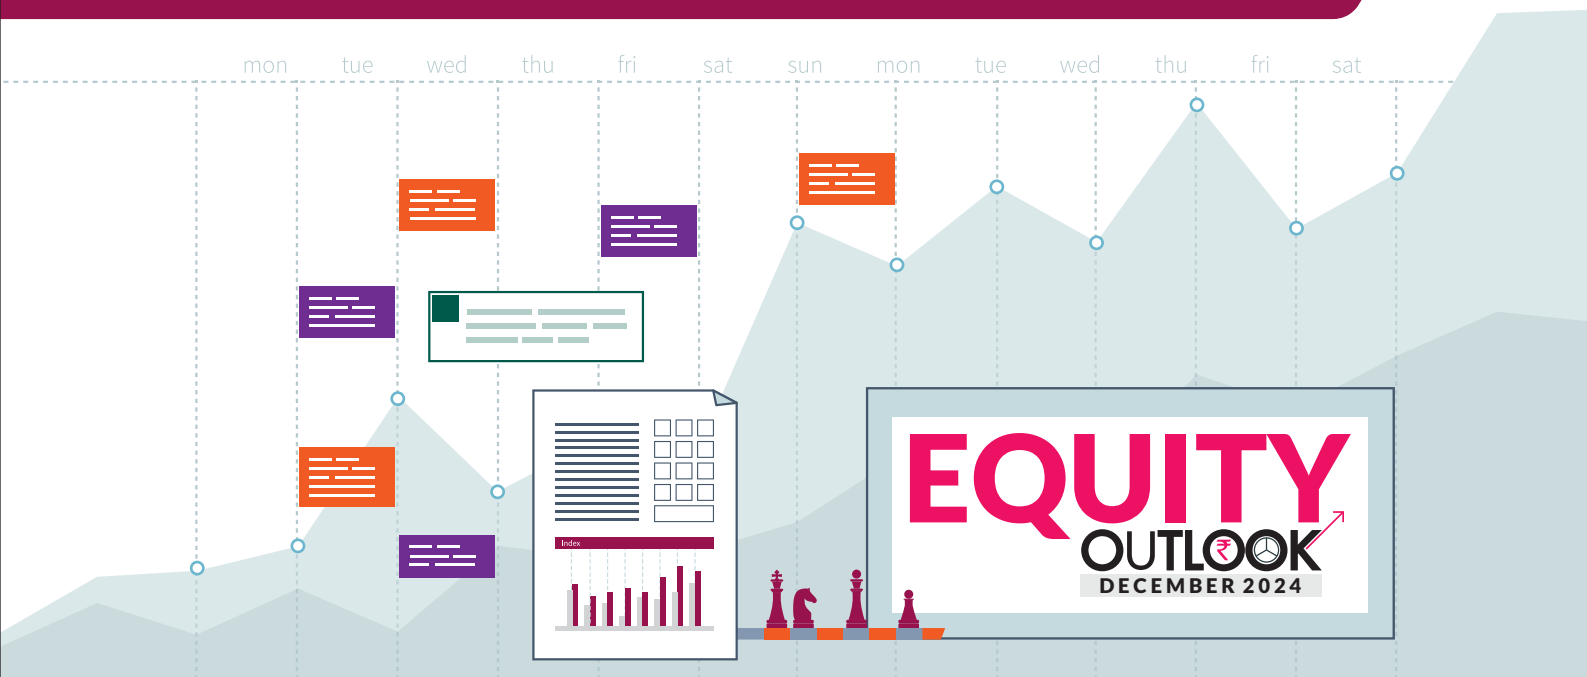 mon tue wed thu fri sat sun mon tue wed thu fri sat
Index
EQUITY
OUTLOOK
₹
DECEMBER 2024